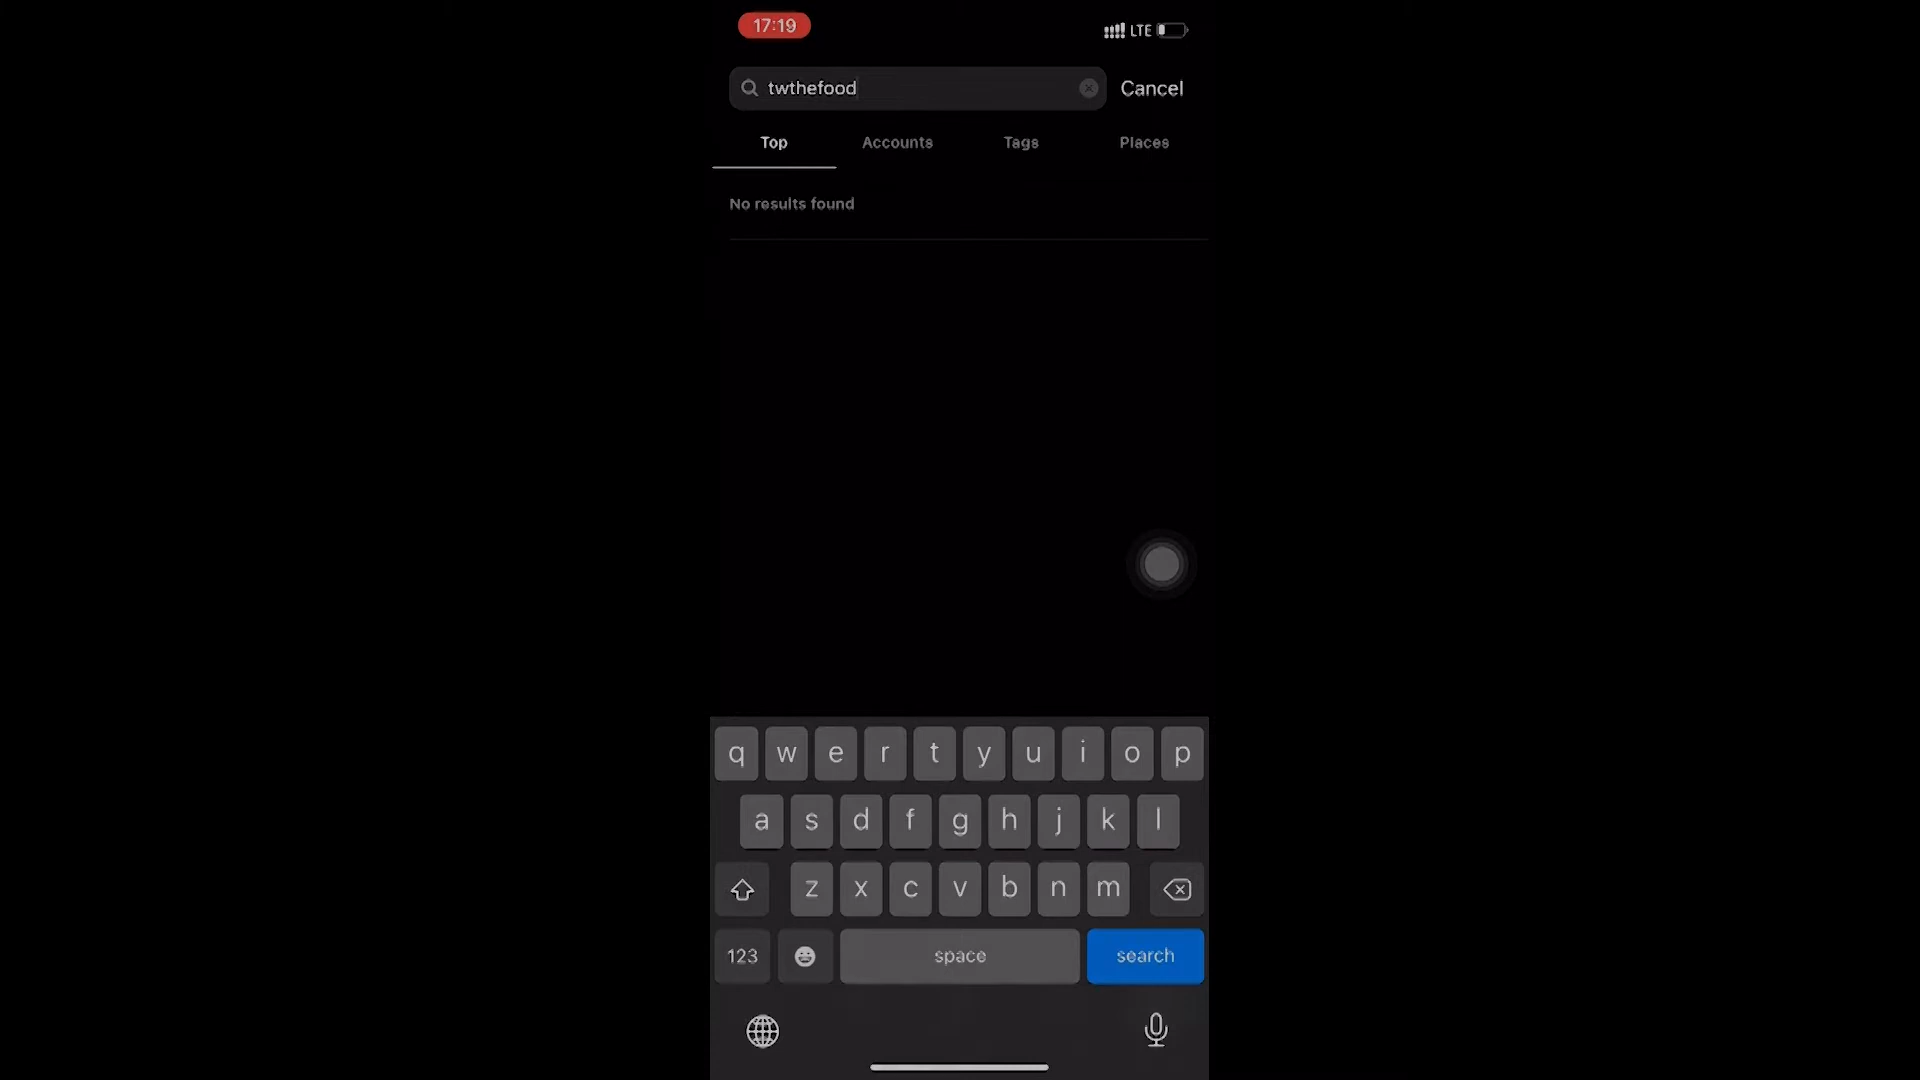 17:19 LTE
twthefood Cancel
Top Accounts Tags Places
No results found
q w e r t y u i o p
a s d f g h j k l
z x c v b n m
123 space search